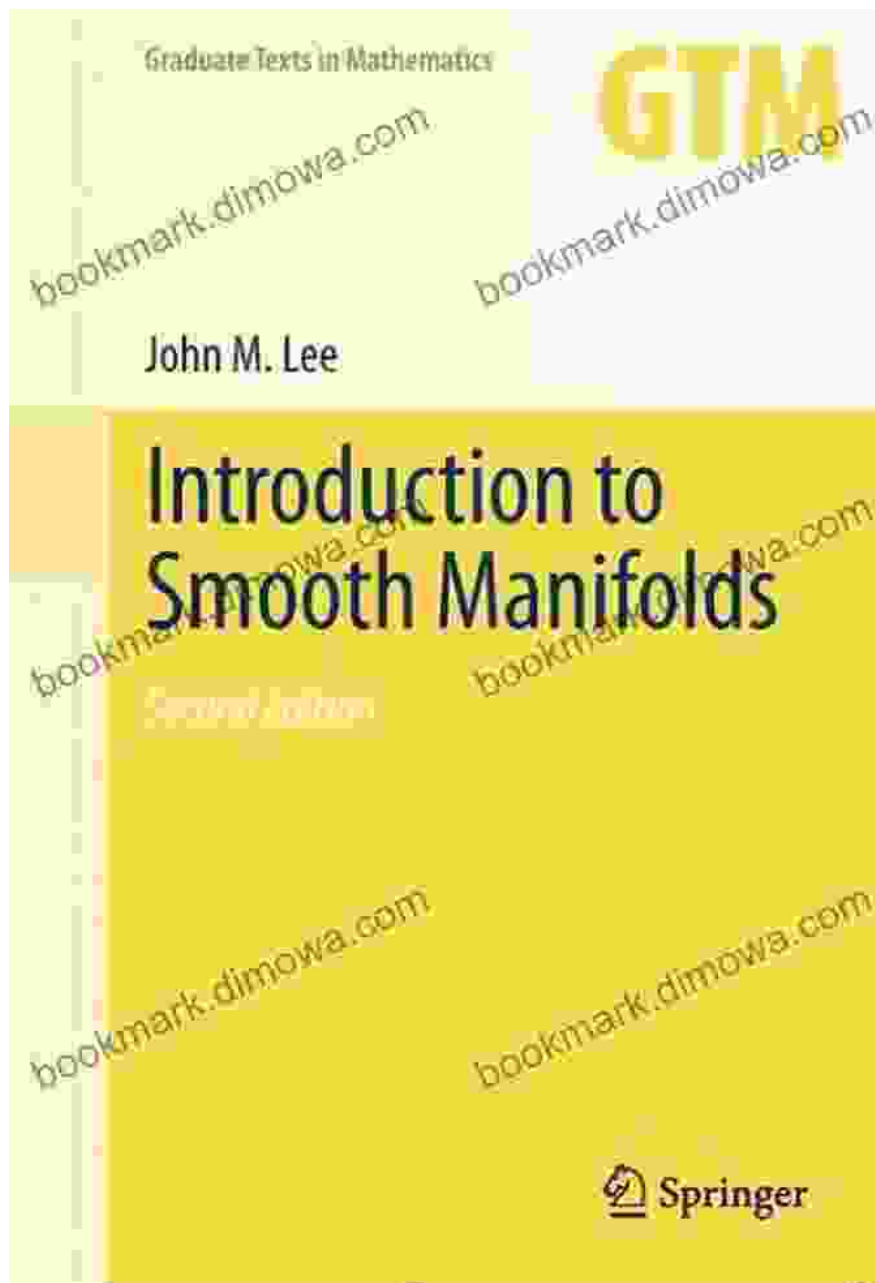 Graduate Texts in Mathematics
GTM
bookmark.dimowa.com
bookmark.dimowa.com
John M. Lee
Introduction to
Smooth Manifolds
bookmark.dimowa.com
bookmark.dimowa.com
Second Edition
bookmark.dimowa.com
bookmark.dimowa.com
Springer